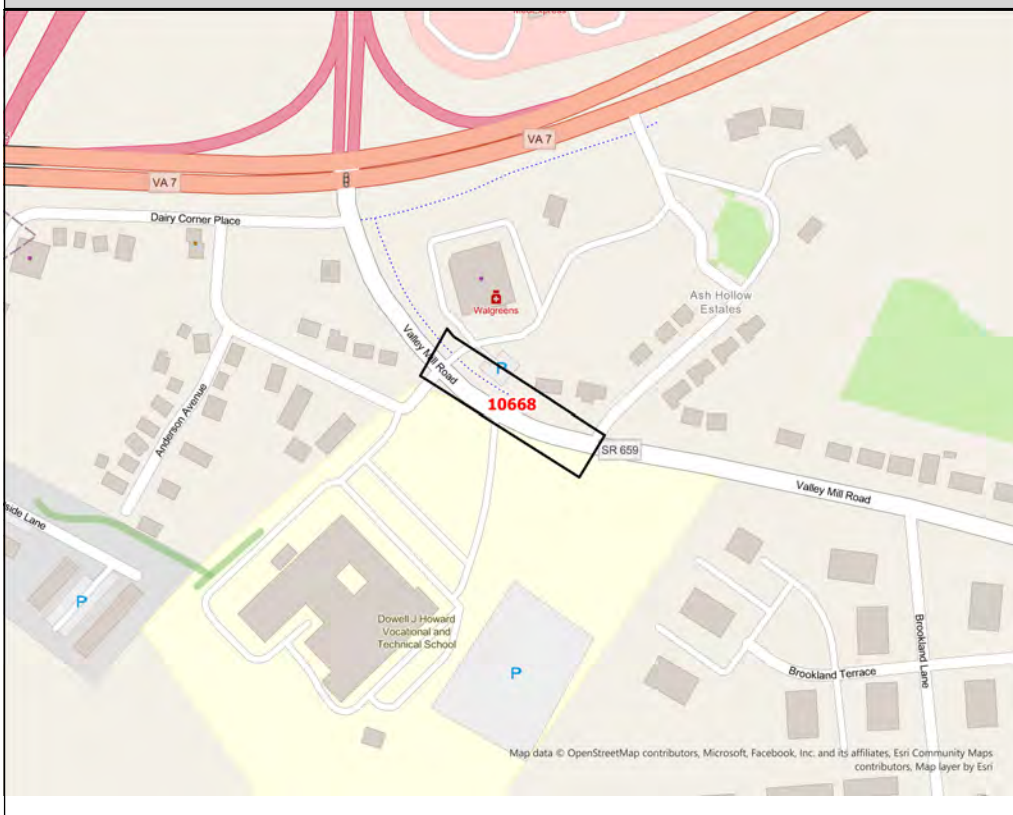 VA 7
VA 7
Dairy Corner Place
Walgreens
Ash Hollow
Estales
Valley Mill Road
P
10668
SR 659
Anderson Avenue
Valley Mill Road
side Lane
P
Dowell J Howard
Vocational and
Technical School
P
Brookland Lane
Brookland Terrace
Map data © OpenStreetMap contributors, Microsoft, Facebook, Inc. and its affiliates, Esri Community Maps
contributors, Map layer by Esri